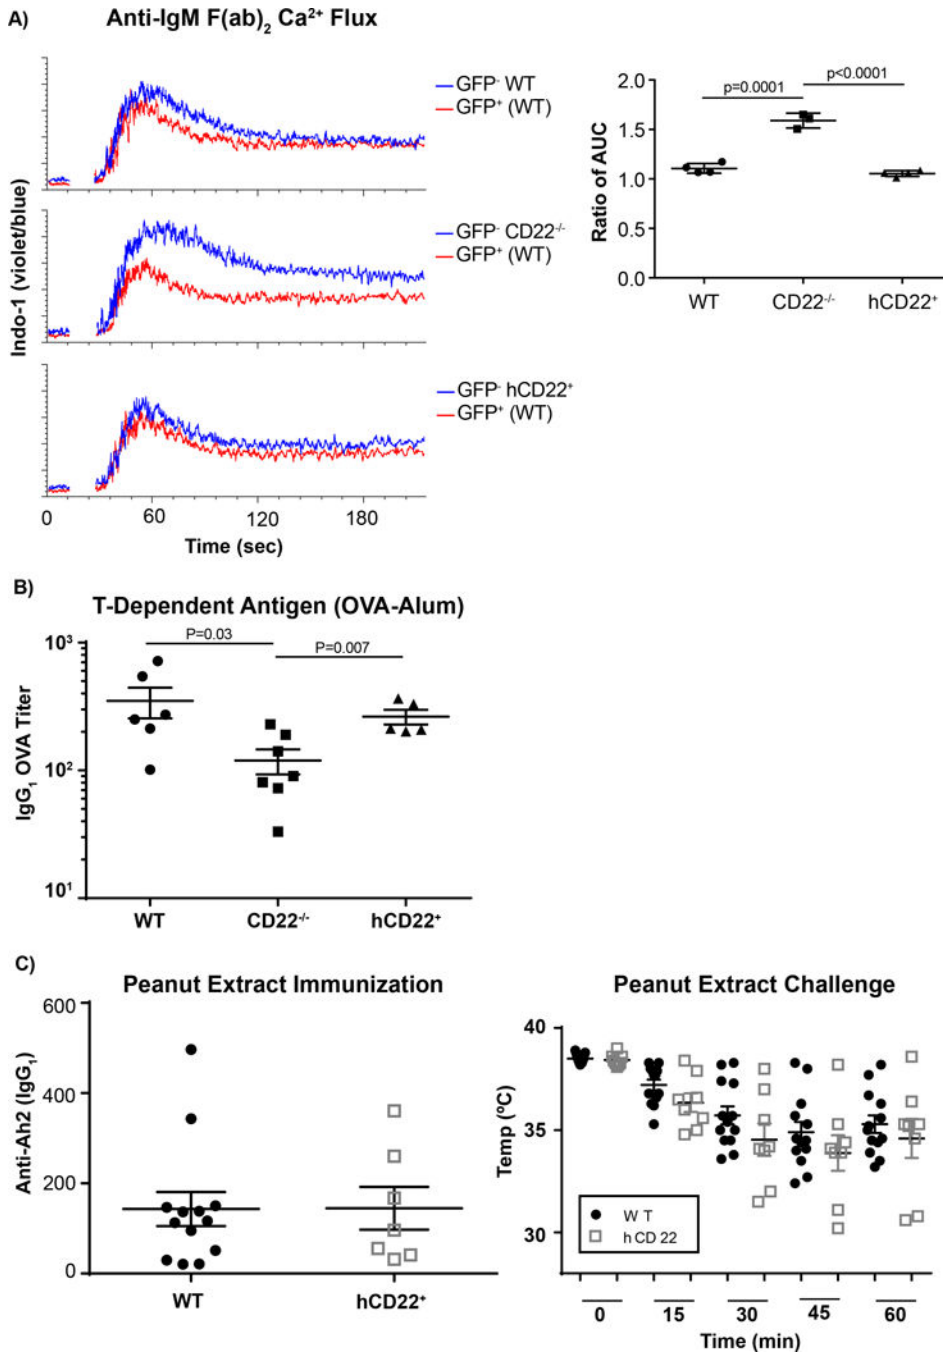 A)
Anti-IgM F(ab)₂ Ca²⁺ Flux
GFP⁻ WT
GFP⁺ (WT)
GFP⁻ CD22⁻/⁻
GFP⁺ (WT)
GFP⁻ hCD22⁺
GFP⁺ (WT)
Indo-1 (violet/blue)
0 60 120 180
Time (sec)
p=0.0001
p<0.0001
2.0
1.5
1.0
0.5
0.0
Ratio of AUC
WT CD22⁻/⁻ hCD22⁺
B)
T-Dependent Antigen (OVA-Alum)
P=0.03
P=0.007
10³
10²
10¹
IgG₁ OVA Titer
WT CD22⁻/⁻ hCD22⁺
C)
Peanut Extract Immunization
600
400
200
0
Anti-Ah2 (IgG₁)
WT hCD22⁺
Peanut Extract Challenge
40
35
30
Temp (ºC)
WT
hCD22
0 15 30 45 60
Time (min)